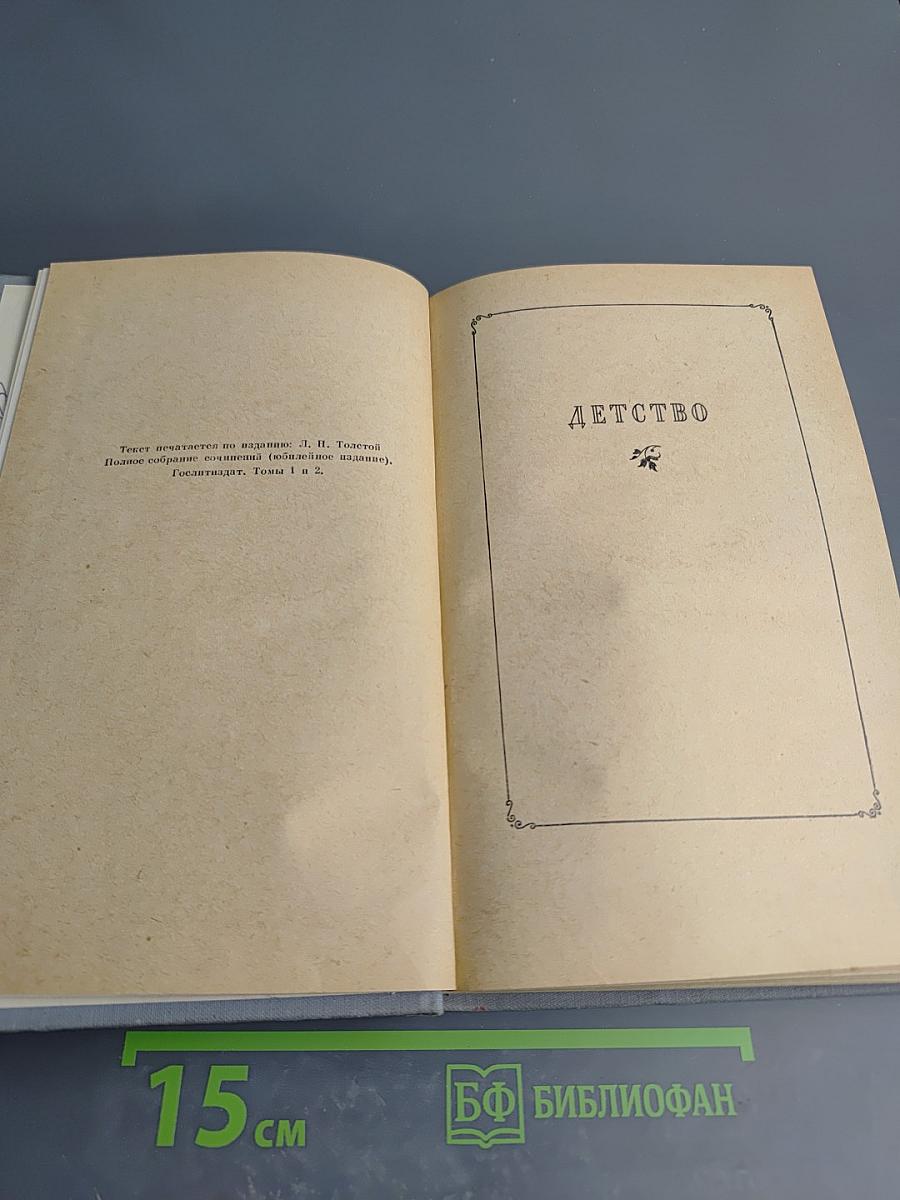 Текст печатается по изданию: Л. Н. Толстой
Полное собрание сочинений (юбилейное издание).
Гослитиздат. Томы 1 и 2.
ДЕТСТВО
15 см
БФ БИБЛИОФАН